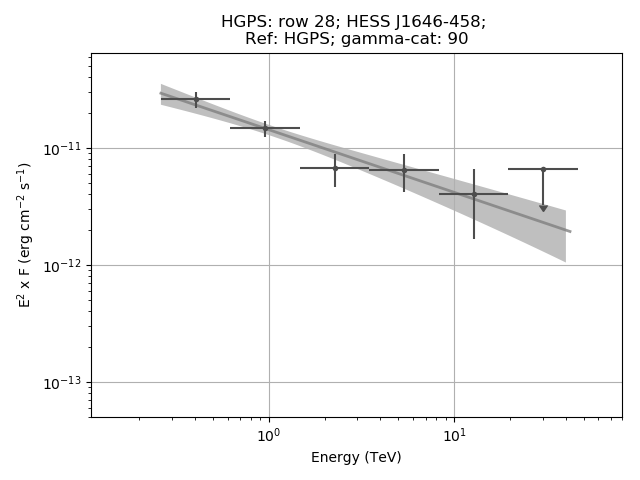 HGPS: row 28; HESS J1646-458;
Ref: HGPS; gamma-cat: 90
E² x F (erg cm⁻² s⁻¹)
10⁻¹¹
10⁻¹²
10⁻¹³
10⁰
10¹
Energy (TeV)